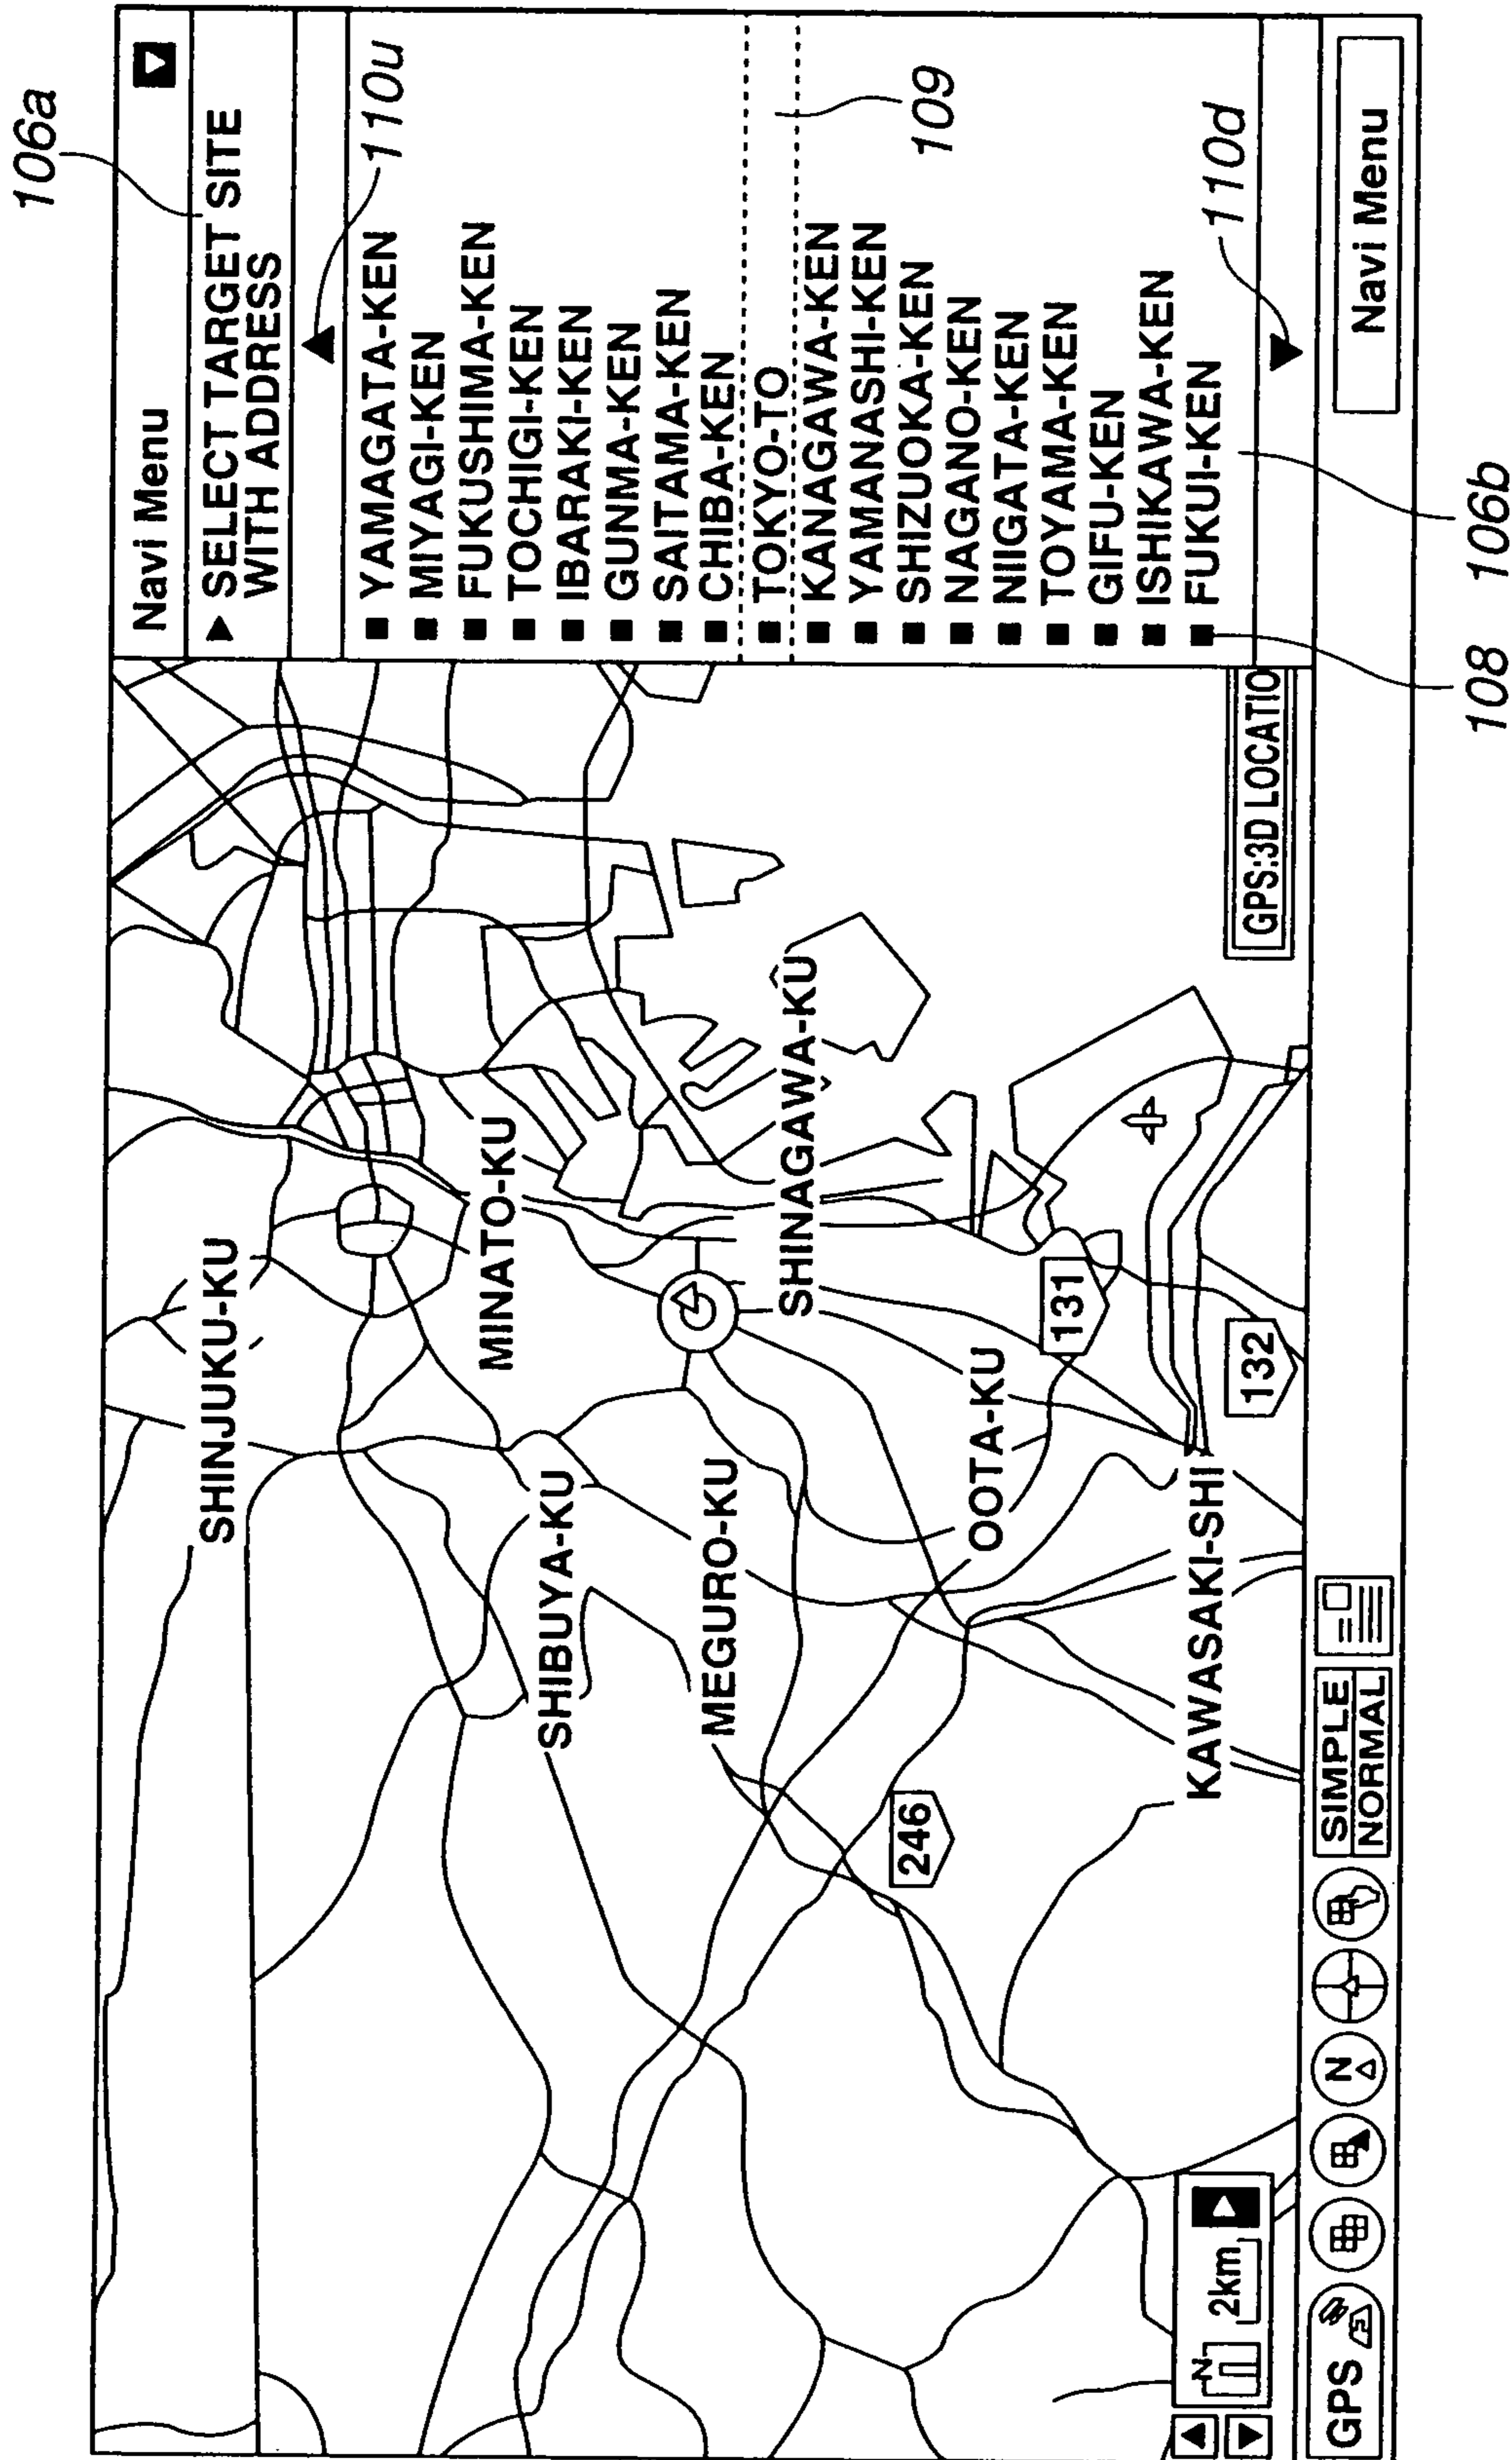 106a
Navi Menu
SELECT TARGET SITE
WITH ADDRESS
110u
YAMAGATA-KEN
MIYAGI-KEN
FUKUSHIMA-KEN
TOCHIGI-KEN
IBARAKI-KEN
GUNMA-KEN
SAITAMA-KEN
CHIBA-KEN
TOKYO-TO
109
KANAGAWA-KEN
YAMANASHI-KEN
SHIZUOKA-KEN
NAGANO-KEN
NIIGATA-KEN
TOYAMA-KEN
GIFU-KEN
ISHIKAWA-KEN
FUKUI-KEN
110d
SHINJUKU-KU
MINATO-KU
SHIBUYA-KU
MEGURO-KU
SHINAGAWA-KU
246
OOTA-KU
131
KAWASAKI-SHI
132
GPS:3D LOCATIO
N
2km
GPS
N
SIMPLE
NORMAL
Navi Menu
108
106b